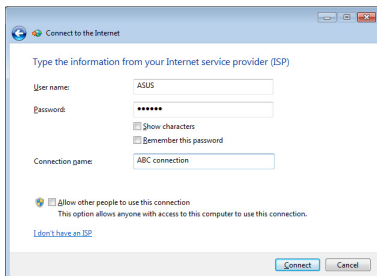 Connect to the Internet
Type the information from your Internet service provider (ISP)
User name:
ASUS
Password:
••••••
Show characters
Remember this password
Connection name:
ABC connection
Allow other people to use this connection
This option allows anyone with access to this computer to use this connection.
I don't have an ISP
Connect
Cancel